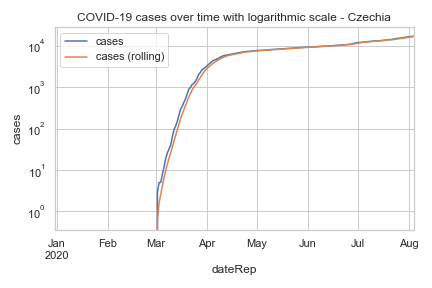 COVID-19 cases over time with logarithmic scale - Czechia
cases
cases (rolling)
10⁴
10³
10²
10¹
10⁰
cases
Jan
2020
Feb
Mar
Apr
May
Jun
Jul
Aug
dateRep